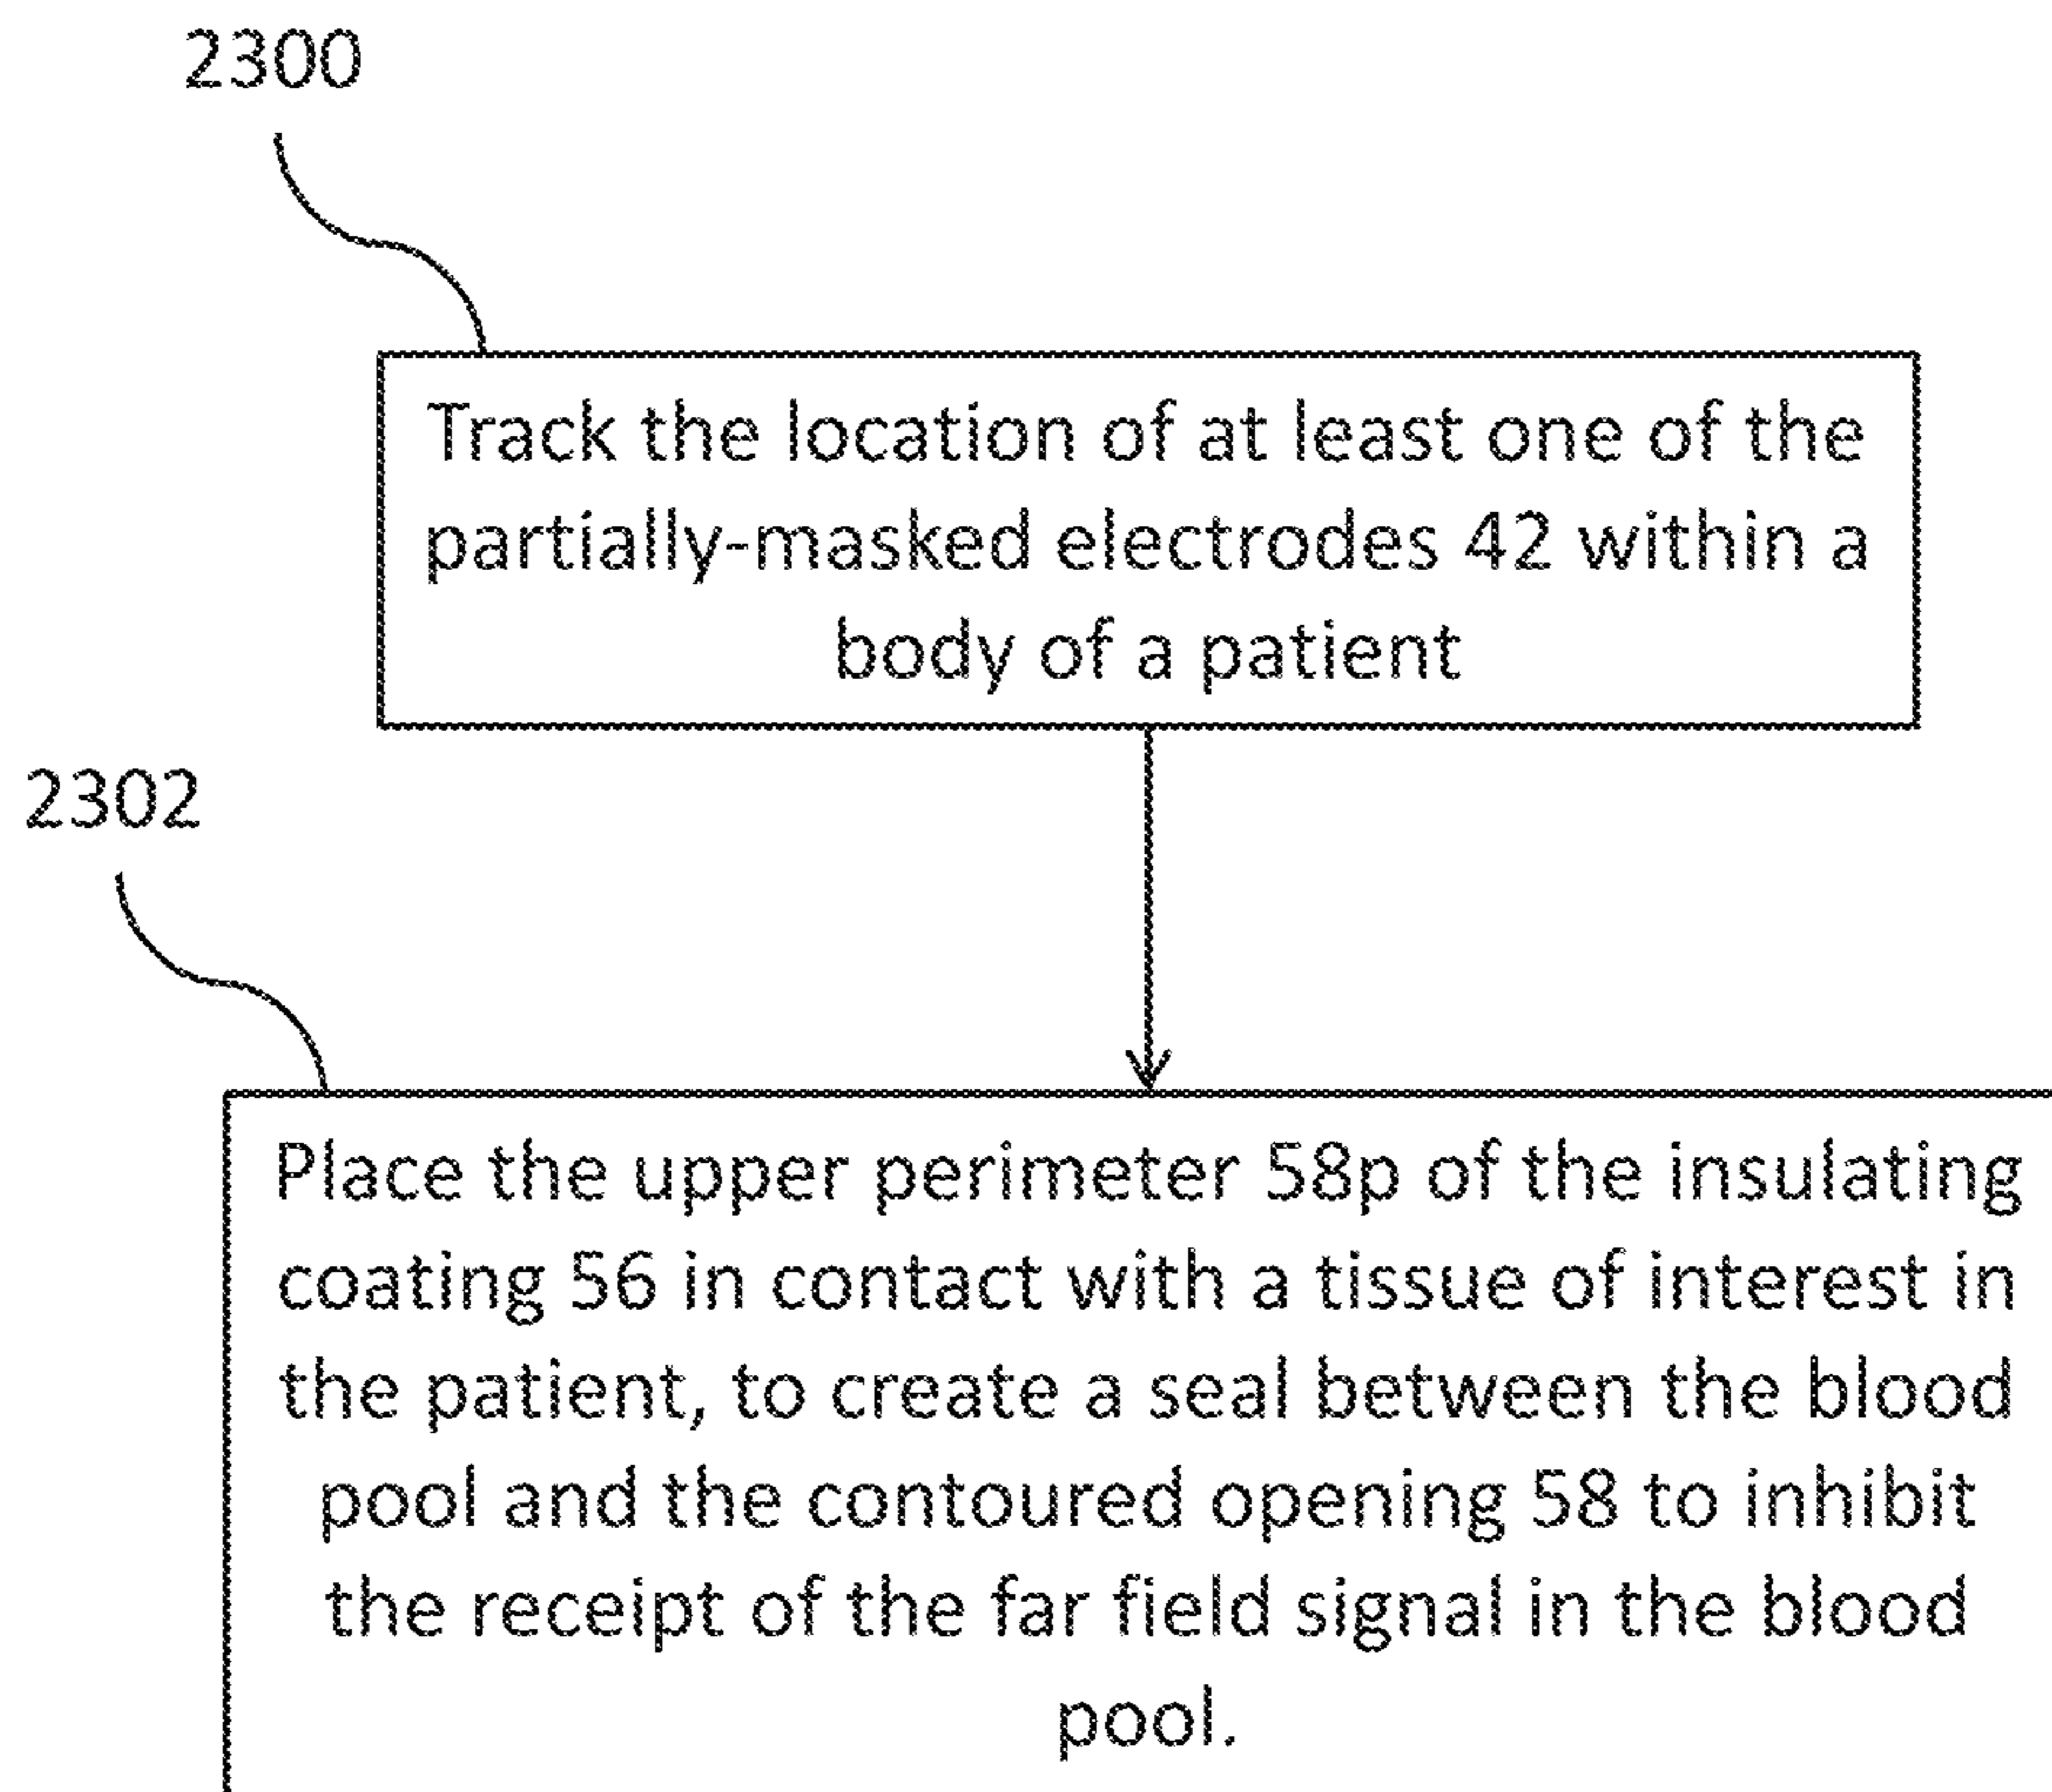 2300
Track the location of at least one of the
partially-masked electrodes 42 within a
body of a patient
2302
Place the upper perimeter 58p of the insulating
coating 56 in contact with a tissue of interest in
the patient, to create a seal between the blood
pool and the contoured opening 58 to inhibit
the receipt of the far field signal in the blood
pool.